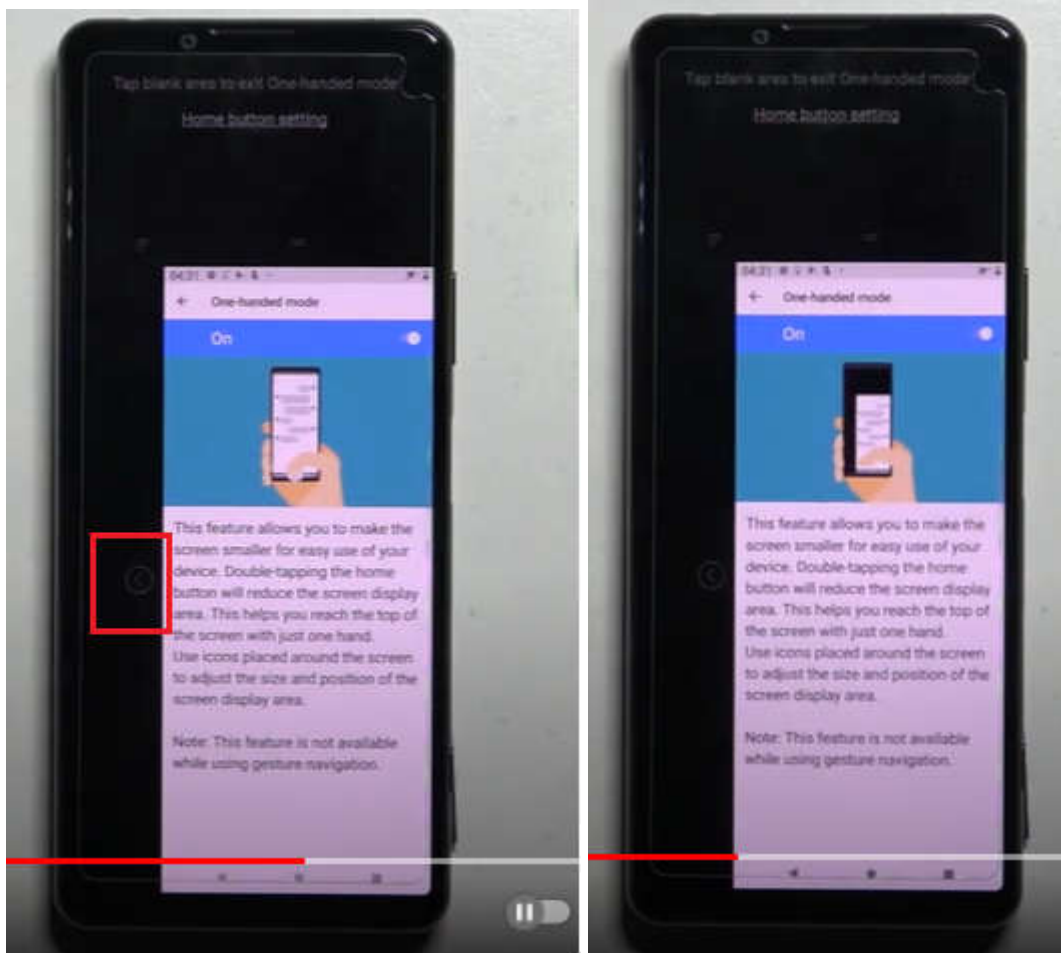 Tap blank area to exit One-handed mode
Home button setting
04:31
One-handed mode
On
This feature allows you to make the
screen smaller for easy use of your
device. Double-tapping the home
button will reduce the screen display
area. This helps you reach the top of
the screen with just one hand.
Use icons placed around the screen
to adjust the size and position of the
screen display area.
Note: This feature is not available
while using gesture navigation.
Tap blank area to exit One-handed mode
Home button setting
04:31
One-handed mode
On
This feature allows you to make the
screen smaller for easy use of your
device. Double-tapping the home
button will reduce the screen display
area. This helps you reach the top of
the screen with just one hand.
Use icons placed around the screen
to adjust the size and position of the
screen display area.
Note: This feature is not available
while using gesture navigation.